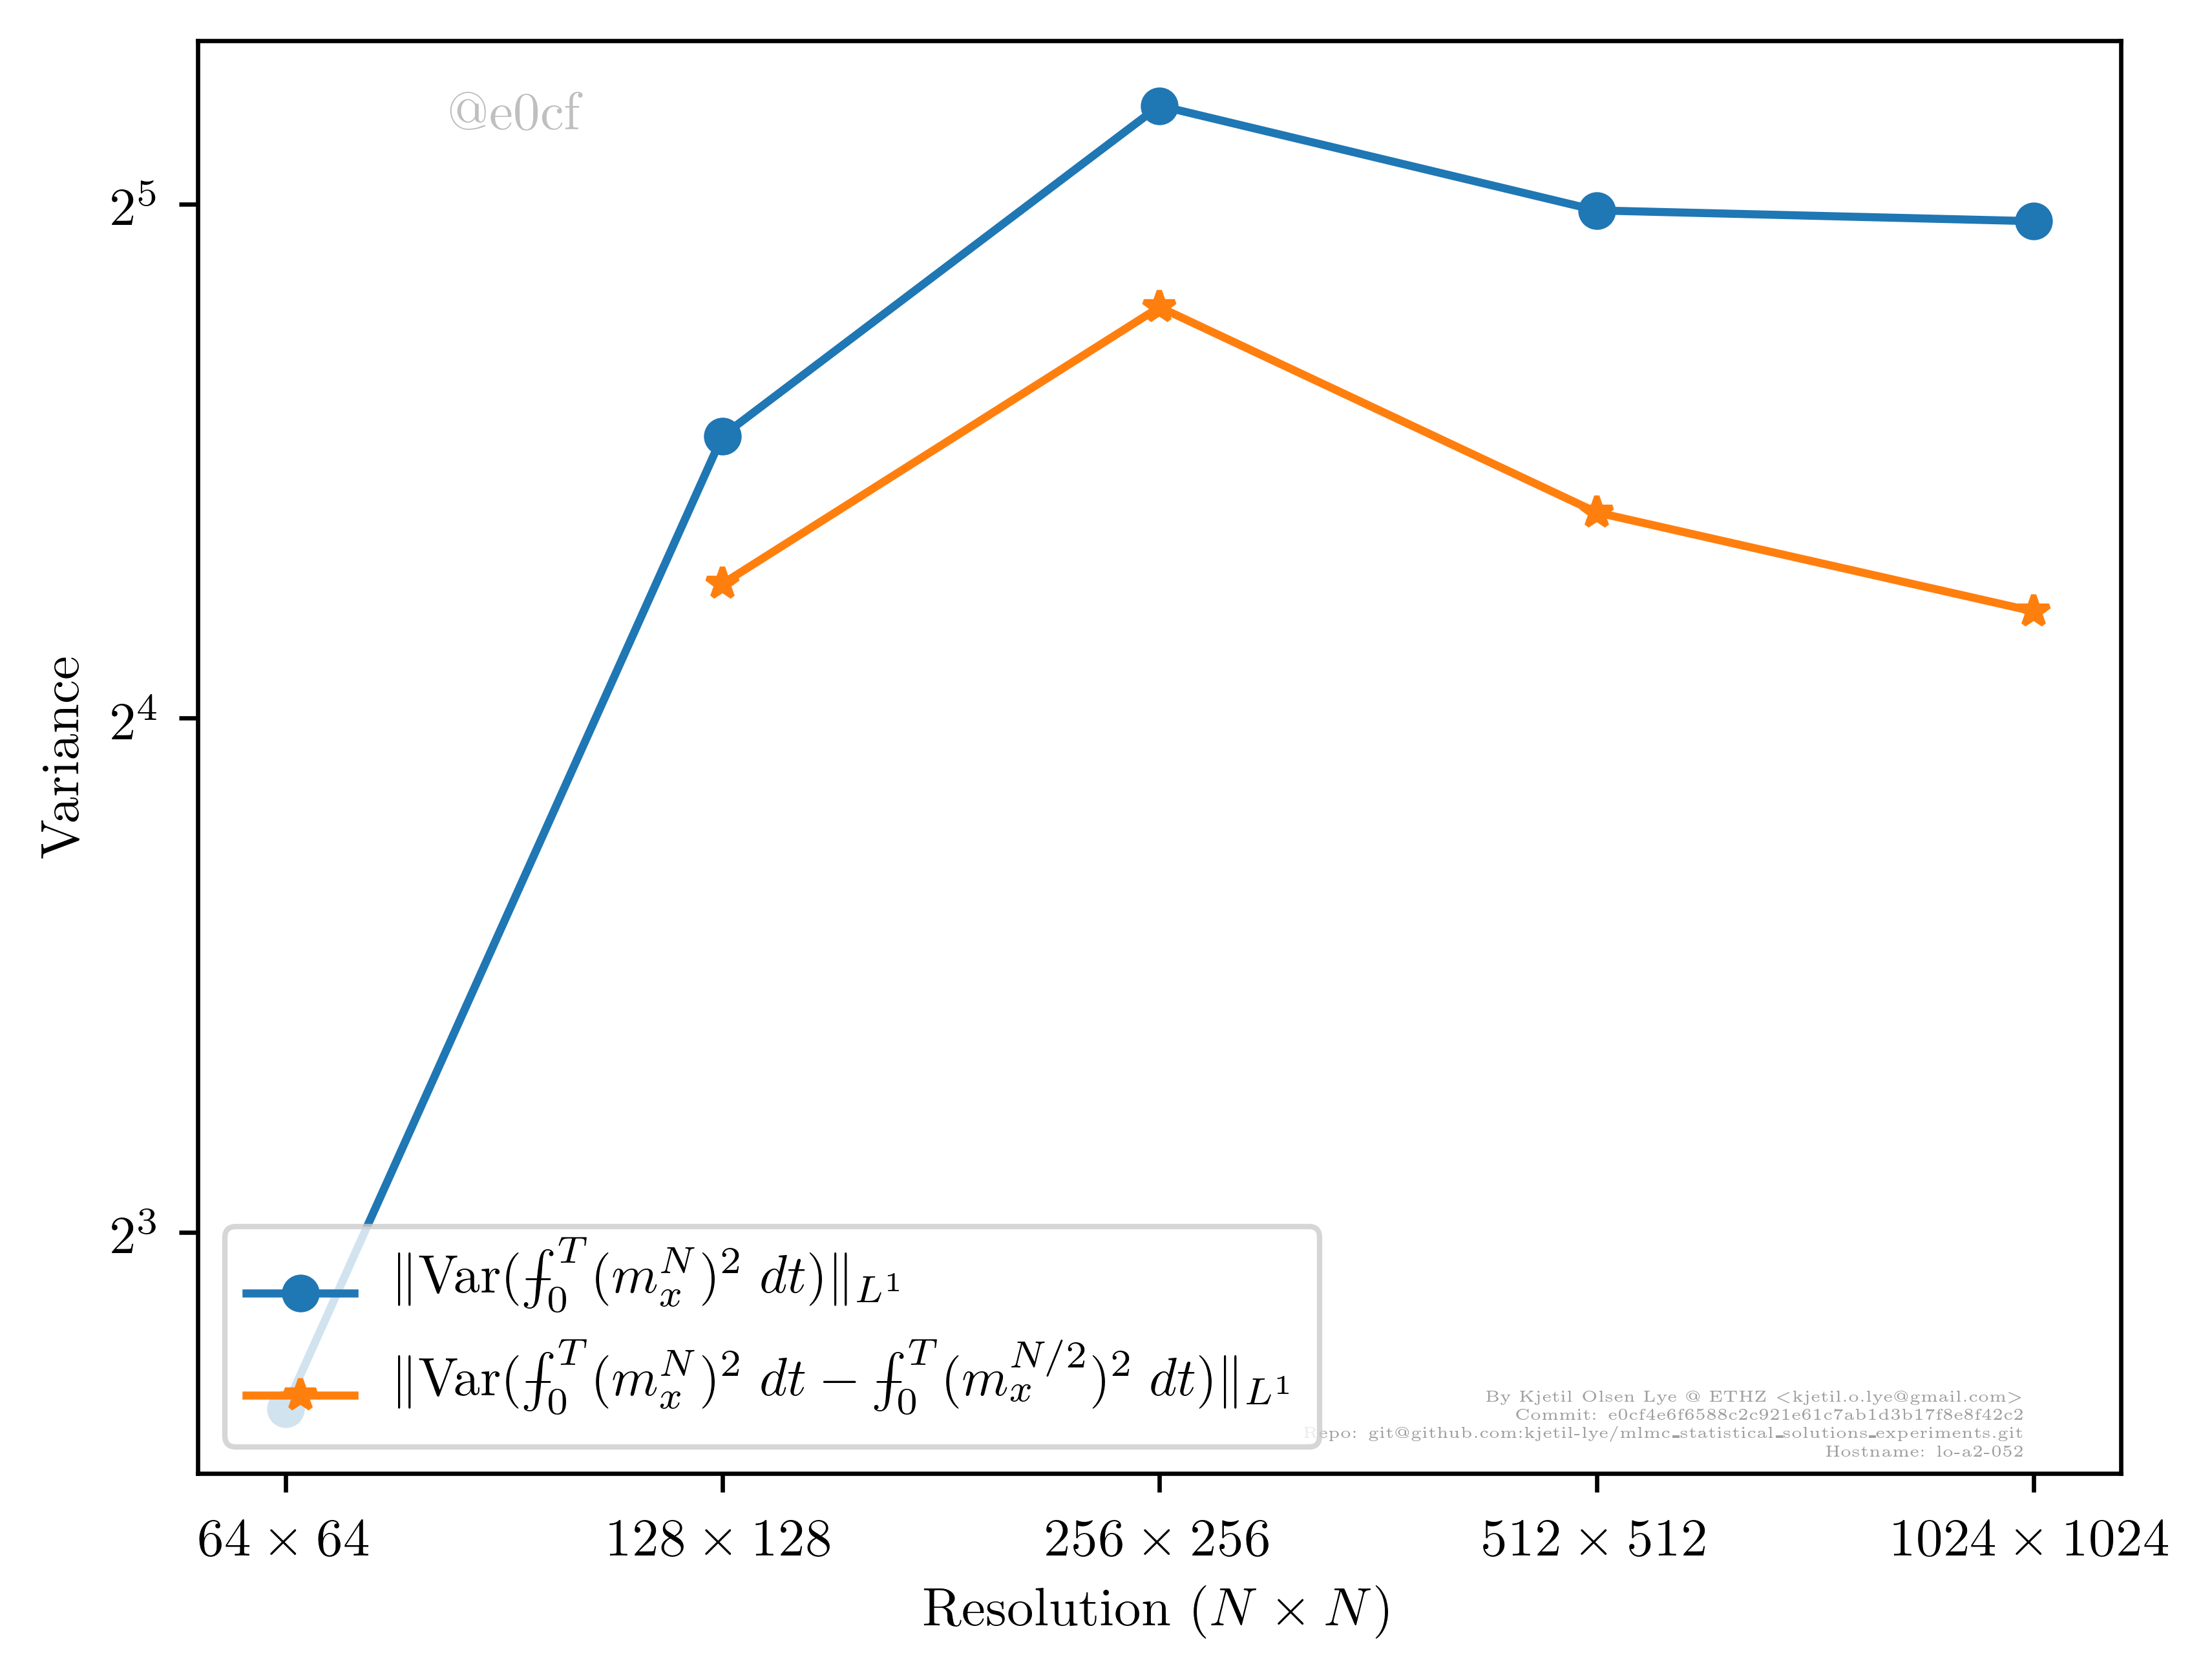 @e0cf
2^5
2^4
2^3
Variance
‖Var(⨍_0^T (m_x^N)^2 dt)‖_{L^1}
‖Var(⨍_0^T (m_x^N)^2 dt − ⨍_0^T (m_x^{N/2})^2 dt)‖_{L^1}
By Kjetil Olsen Lye @ ETHZ <kjetil.o.lye@gmail.com>
Commit: e0cf4e6f6588c2c921e61c7ab1d3b17f8e8f42c2
Repo: git@github.com:kjetil-lye/mlmc_statistical_solutions_experiments.git
Hostname: lo-a2-052
64 × 64 128 × 128 256 × 256 512 × 512 1024 × 1024
Resolution (N × N)